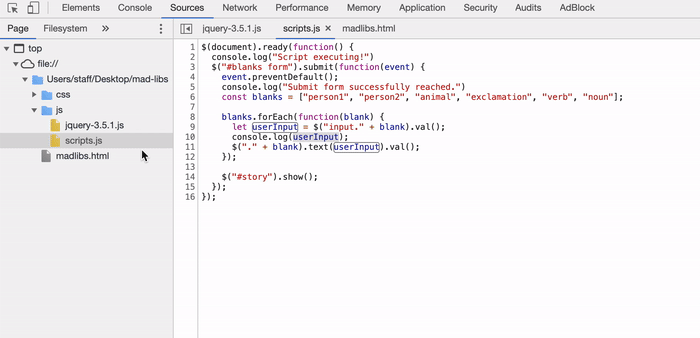 Elements Console Sources Network Performance Memory Application Security Audits AdBlock
Page Filesystem » jquery-3.5.1.js scripts.js × madlibs.html
top
file://
Users/staff/Desktop/mad-libs
css
js
jquery-3.5.1.js
scripts.js
madlibs.html
1 $(document).ready(function() {
2 console.log("Script executing!")
3 $("#blanks form").submit(function(event) {
4 event.preventDefault();
5 console.log("Submit form successfully reached.")
6 const blanks = ["person1", "person2", "animal", "exclamation", "verb", "noun"];
7
8 blanks.forEach(function(blank) {
9 let userInput = $("input." + blank).val();
10 console.log(userInput);
11 $("." + blank).text(userInput).val();
12 });
13
14 $("#story").show();
15 });
16 });